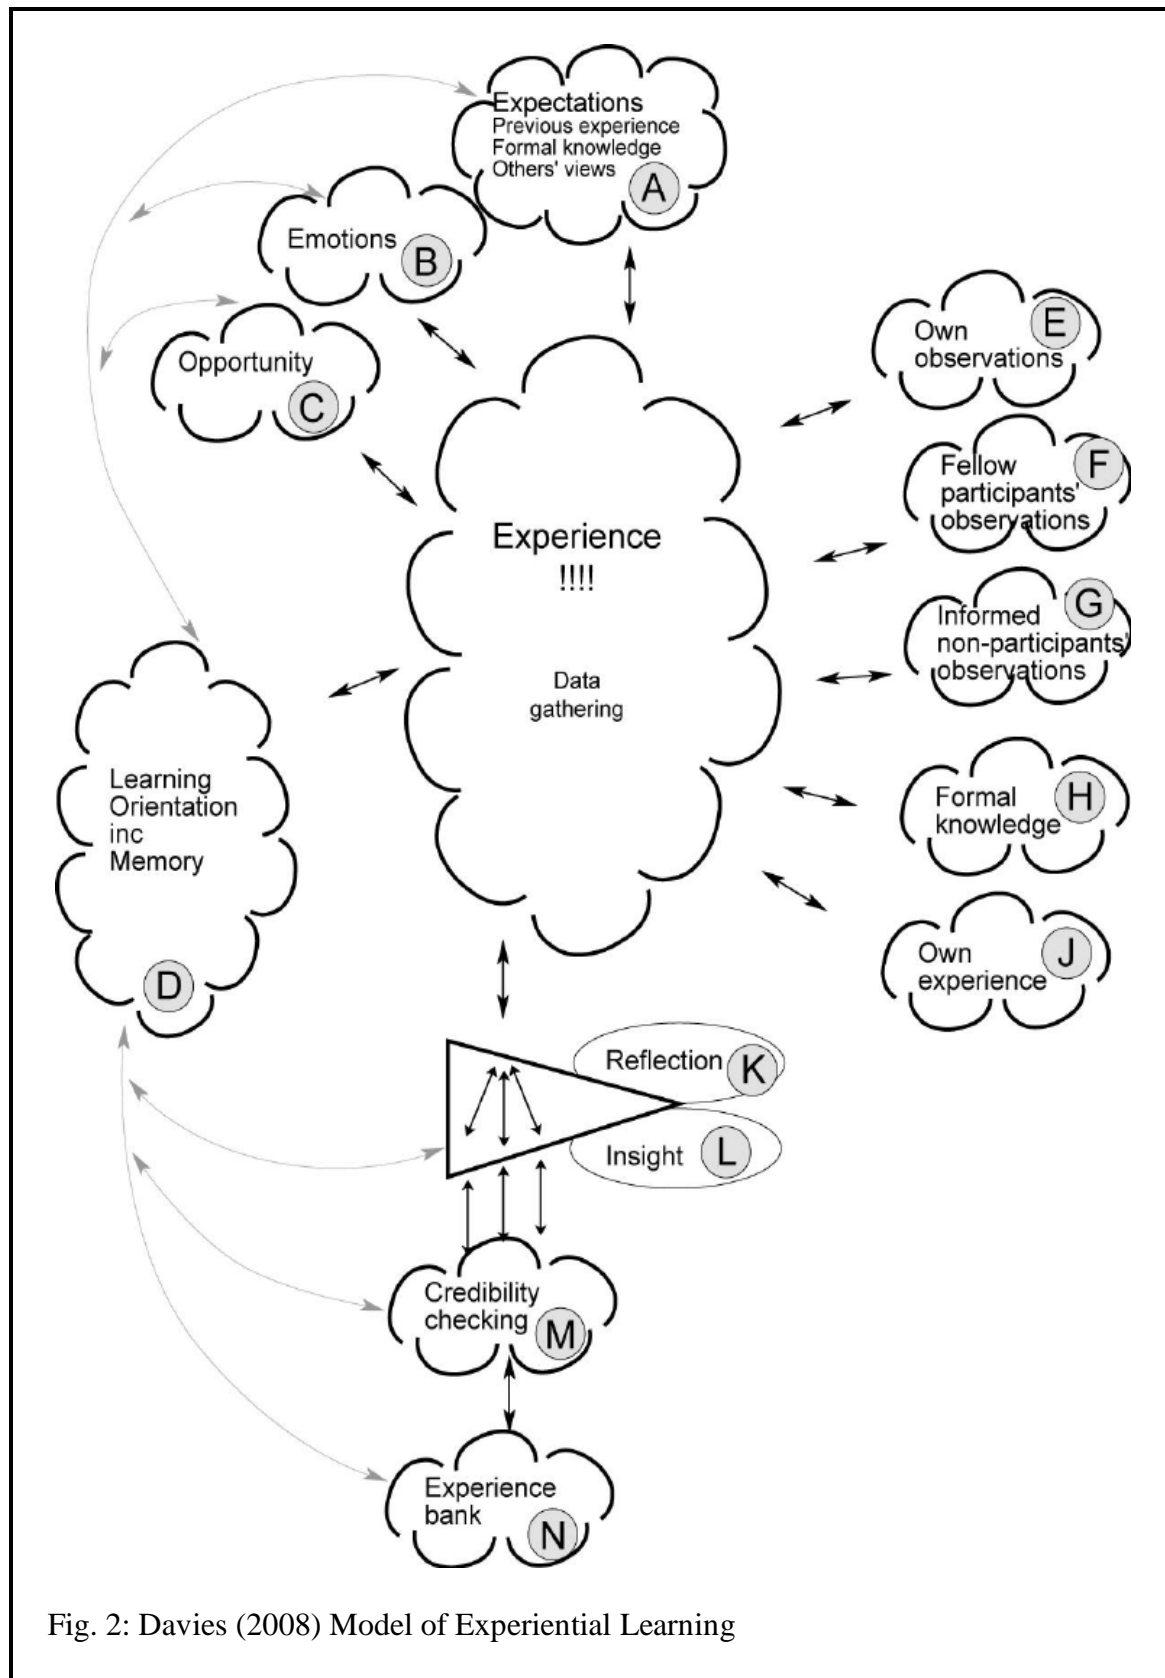 Expectations
Previous experience
Formal knowledge
Others' views
A
Emotions
B
Opportunity
C
Own
observations
E
Fellow
participants'
observations
F
Experience
!!!!
Data
gathering
Informed
non-participants'
observations
G
Learning
Orientation
inc
Memory
D
Formal
knowledge
H
Own
experience
J
Reflection
K
Insight
L
Credibility
checking
M
Experience
bank
N
Fig. 2: Davies (2008) Model of Experiential Learning